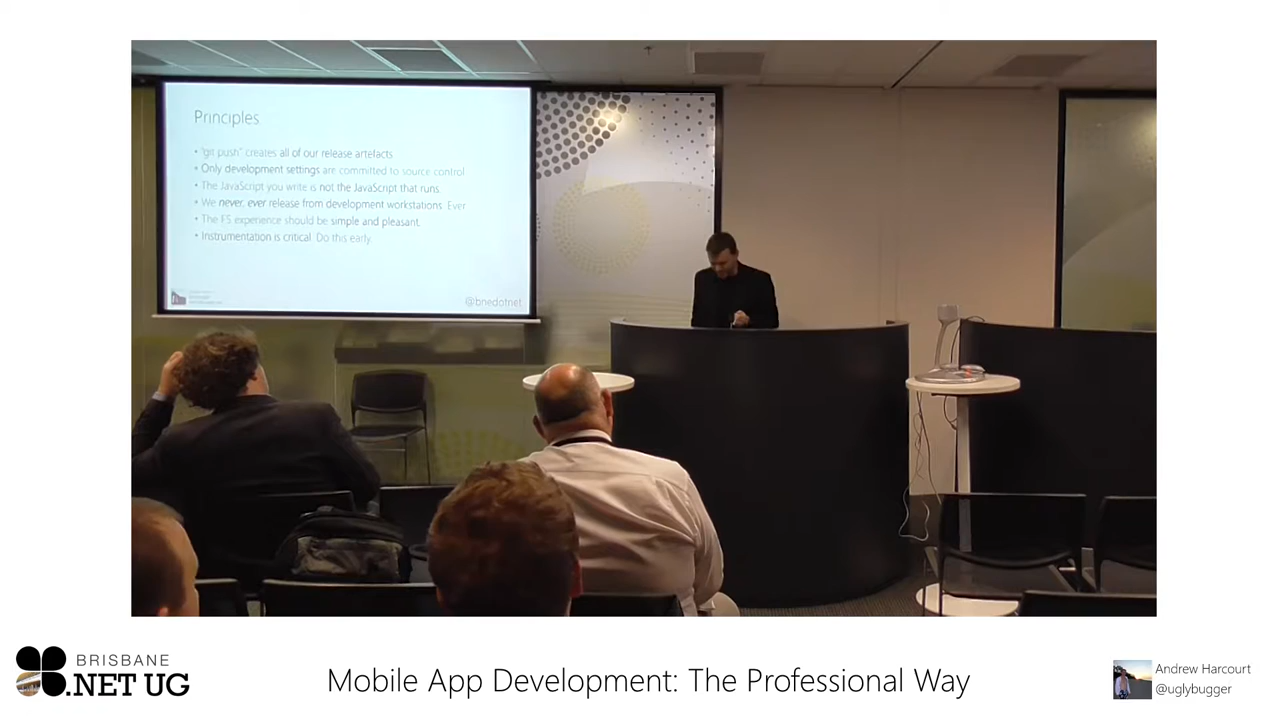 Principles
• "git push" creates all of our release artefacts
• Only development settings are committed to source control
• The JavaScript you write is not the JavaScript that runs.
• We never, ever release from development workstations. Ever
• The F5 experience should be simple and pleasant.
• Instrumentation is critical. Do this early.
@bnedotnet
BRISBANE
.NET UG
Mobile App Development: The Professional Way
Andrew Harcourt
@uglybugger